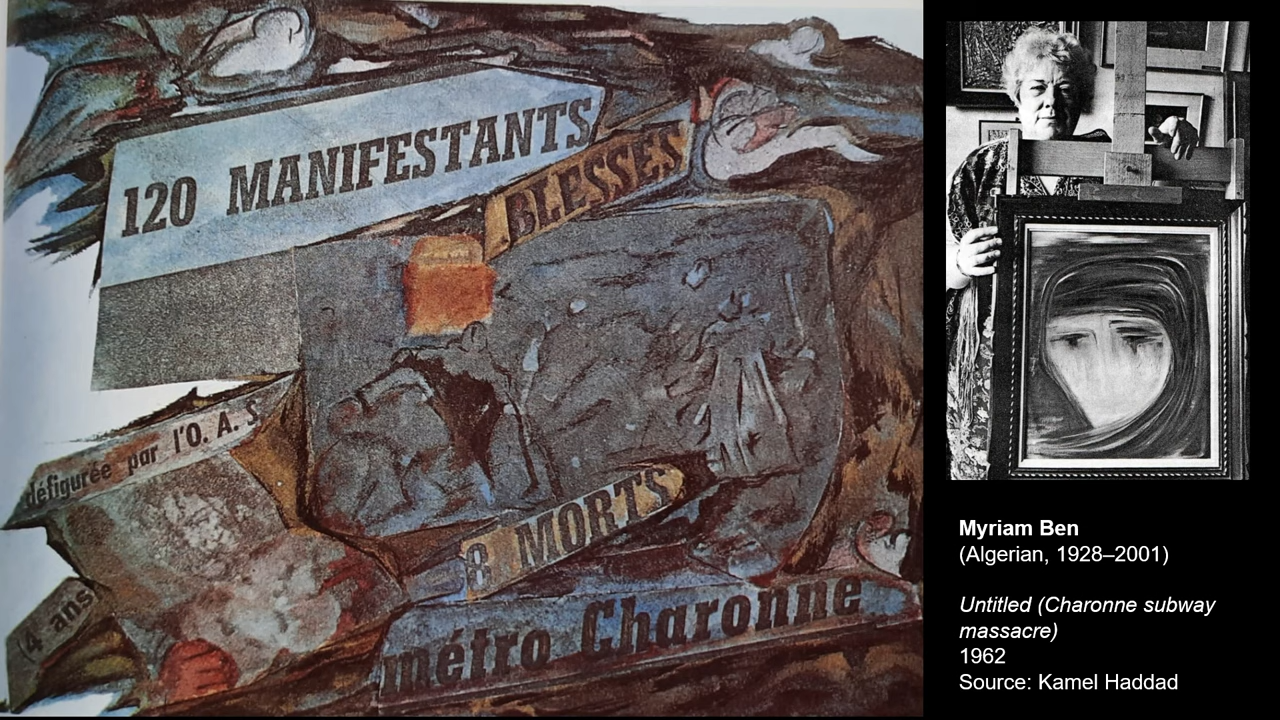 120 MANIFESTANTS
BLESSES
défigurée par l'O. A. S
8 MORTS
(4 ans)
métro Charonne
Myriam Ben
(Algerian, 1928–2001)
Untitled (Charonne subway
massacre)
1962
Source: Kamel Haddad